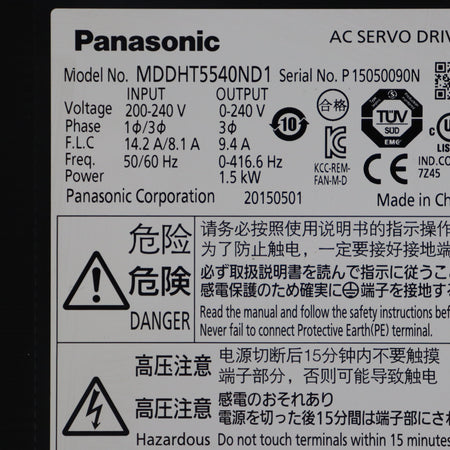 Panasonic AC SERVO DRIV
Model No. MDDHT5540ND1 Serial No. P15050090N
INPUT OUTPUT
Voltage 200-240 V 0-240 V
Phase 1ϕ/3ϕ 3ϕ
F.L.C 14.2 A/8.1 A 9.4 A
Freq. 50/60 Hz 0-416.6 Hz
Power 1.5 kW
合格
10
KCC-REM-
FAN-M-D
TÜV
SÜD
EMC
CE
UL
LIS
IND.CO
7Z45
Panasonic Corporation 20150501 Made in Ch
危险
危険
DANGER
请务必按照使用说明书的指示操作
为了防止触电，一定要接好接地端
必ず取扱説明書を読んで指示に従うこ
感電保護のため確実に⏚端子を接地する
Read the manual and follow the safety instructions bef
Never fail to connect Protective Earth(PE) terminal.
高压注意
电源切断后15分钟内不要触摸
端子部分，否则可能导致触电
高圧注意
感電のおそれあり
電源を切った後15分間は端子部にさ
Hazardous Do not touch terminals within 15 minutes